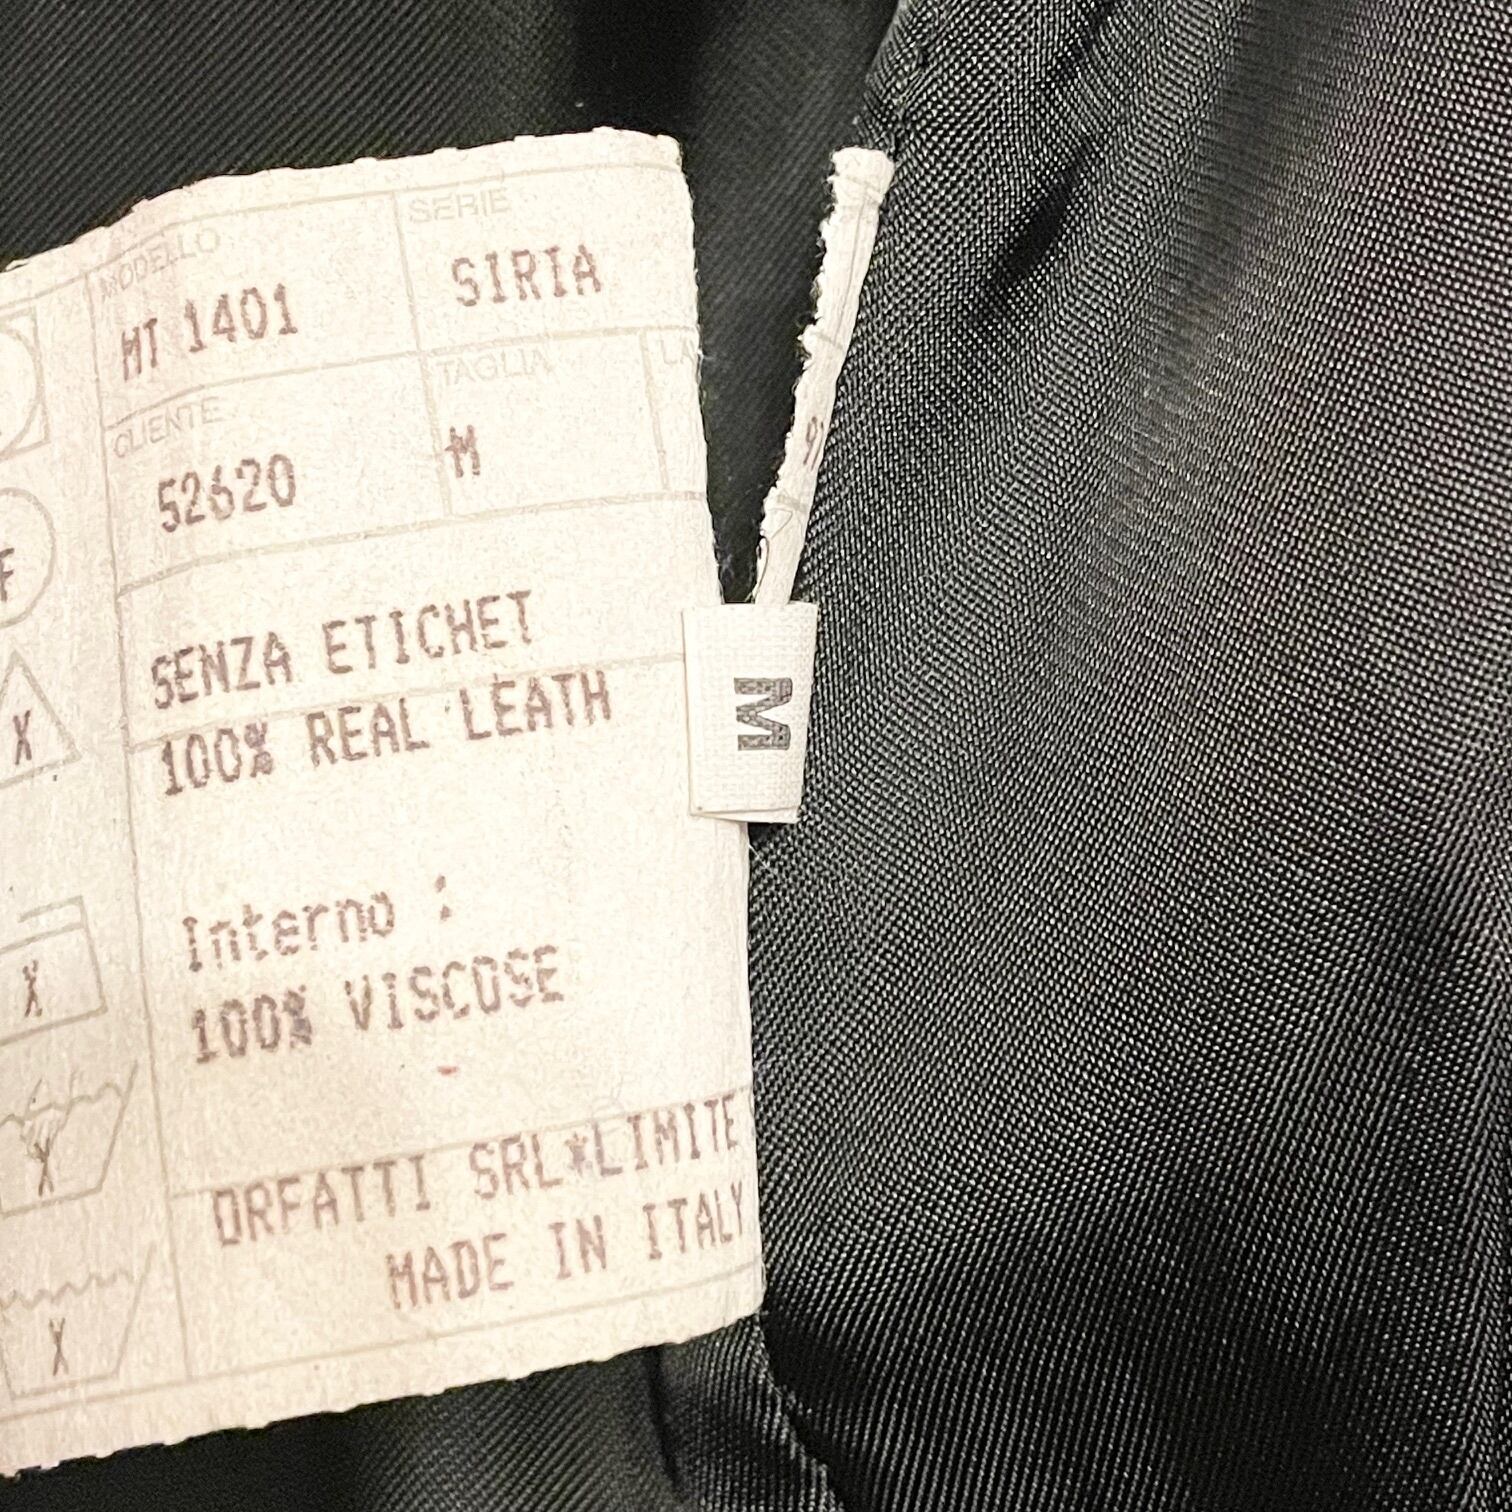 MODELLO SERIE
MT 1401 SIRIA
CLIENTE TAGLIA LA
52620 M
SENZA ETICHET
100% REAL LEATH
Interno :
100% VISCOSE
ORFATTI SRL*LIMITE
MADE IN ITALY
F
X
X
X
X
M